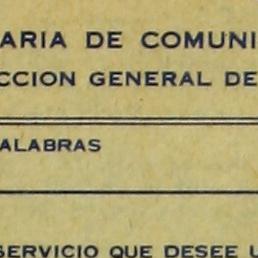 ARIA DE COMUNI
CCION GENERAL DE
ALABRAS
SERVICIO QUE DESEE U